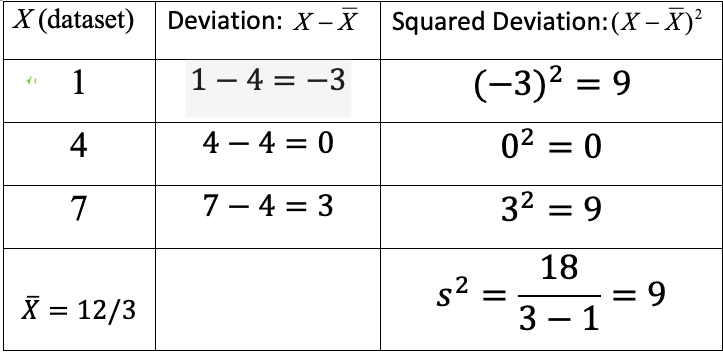 X (dataset) Deviation: X – X̅ Squared Deviation:(X – X̅)²
1 1 − 4 = −3 (−3)² = 9
4 4 − 4 = 0 0² = 0
7 7 − 4 = 3 3² = 9
X̅ = 12/3 s² = 18 / (3 − 1) = 9